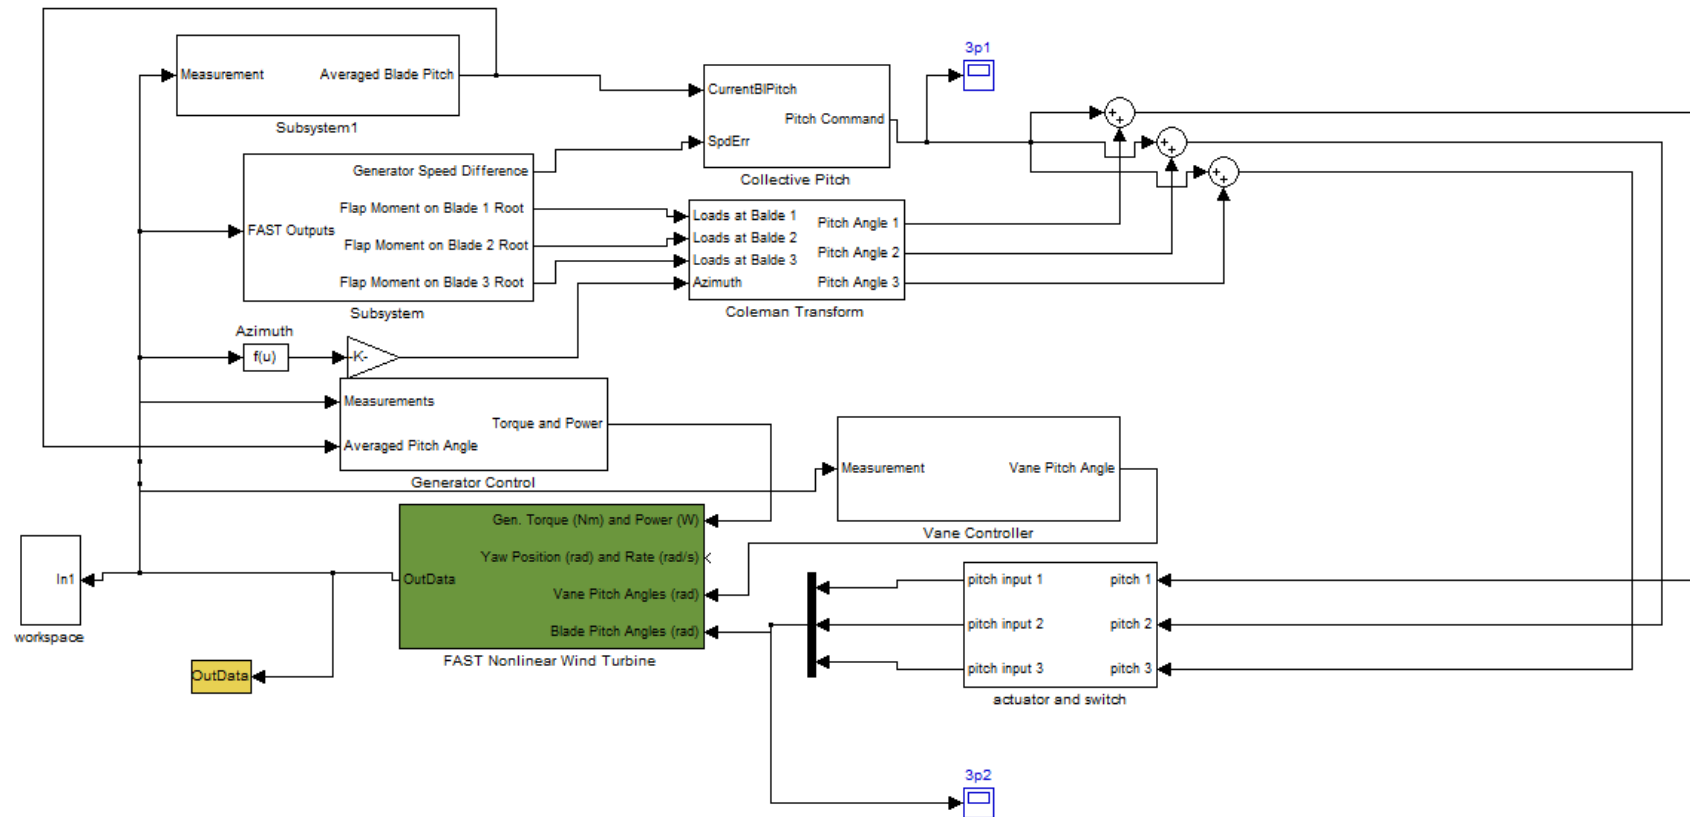 3p1
Measurement
Averaged Blade Pitch
Subsystem1
CurrentBlPitch
Pitch Command
SpdErr
Collective Pitch
+
+
+
+
+
+
Generator Speed Difference
Flap Moment on Blade 1 Root
FAST Outputs
Flap Moment on Blade 2 Root
Flap Moment on Blade 3 Root
Subsystem
Loads at Balde 1
Loads at Balde 2
Loads at Balde 3
Azimuth
Pitch Angle 1
Pitch Angle 2
Pitch Angle 3
Coleman Transform
Azimuth
f(u)
-K-
Measurements
Torque and Power
Averaged Pitch Angle
Generator Control
Measurement
Vane Pitch Angle
Vane Controller
Gen. Torque (Nm) and Power (W)
Yaw Position (rad) and Rate (rad/s)
OutData
Vane Pitch Angles (rad)
Blade Pitch Angles (rad)
FAST Nonlinear Wind Turbine
In1
workspace
OutData
pitch input 1
pitch 1
pitch input 2
pitch 2
pitch input 3
pitch 3
actuator and switch
3p2